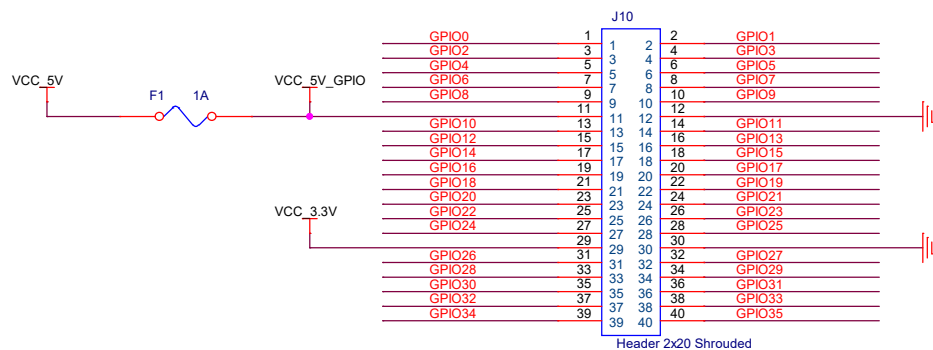 J10
GPIO0 1 1 2 2 GPIO1
GPIO2 3 3 4 4 GPIO3
GPIO4 5 5 6 6 GPIO5
VCC_5V VCC_5V_GPIO GPIO6 7 7 8 8 GPIO7
F1 1A GPIO8 9 9 10 10 GPIO9
11 11 12 12
GPIO10 13 13 14 14 GPIO11
GPIO12 15 15 16 16 GPIO13
GPIO14 17 17 18 18 GPIO15
GPIO16 19 19 20 20 GPIO17
GPIO18 21 21 22 22 GPIO19
GPIO20 23 23 24 24 GPIO21
VCC_3.3V GPIO22 25 25 26 26 GPIO23
GPIO24 27 27 28 28 GPIO25
29 29 30 30
GPIO26 31 31 32 32 GPIO27
GPIO28 33 33 34 34 GPIO29
GPIO30 35 35 36 36 GPIO31
GPIO32 37 37 38 38 GPIO33
GPIO34 39 39 40 40 GPIO35
Header 2x20 Shrouded